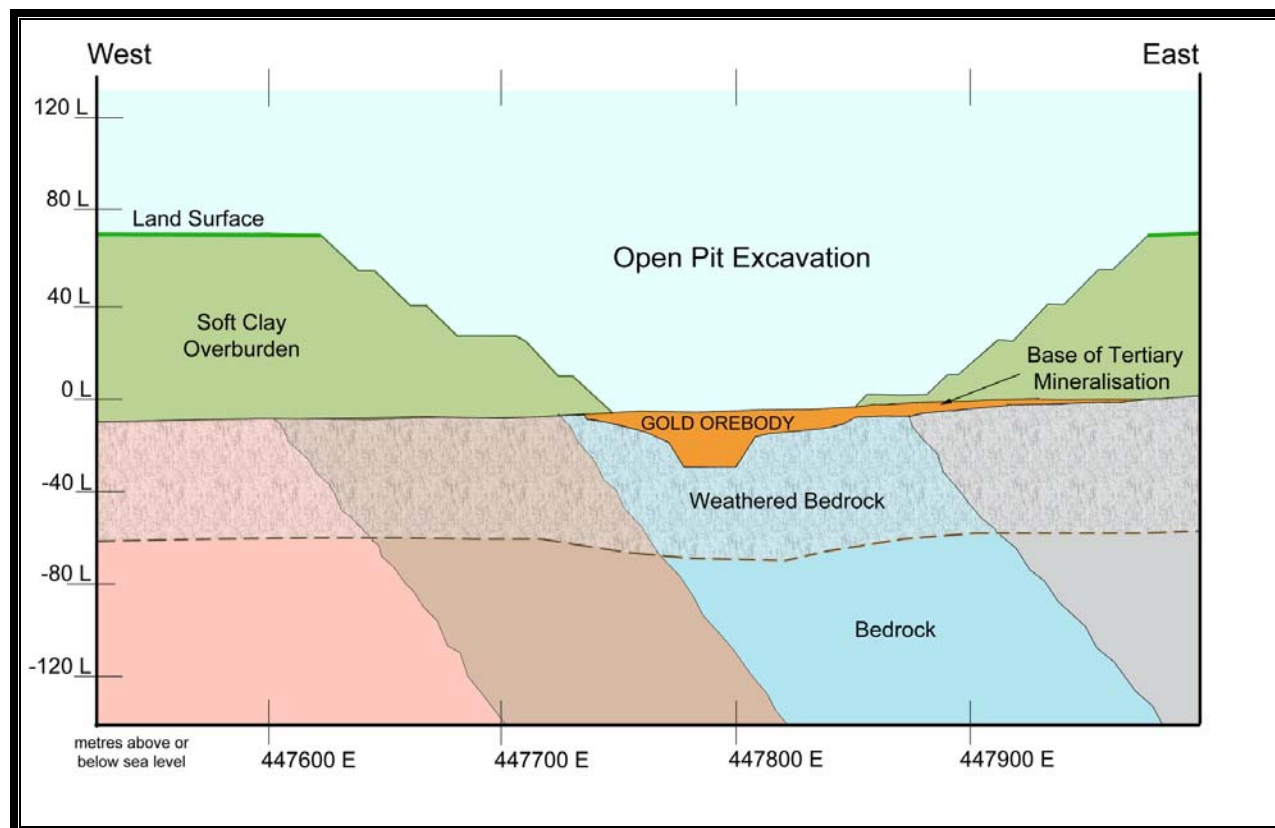 West
East
120 L
80 L
Land Surface
Open Pit Excavation
40 L
Soft Clay
Overburden
Base of Tertiary
Mineralisation
0 L
GOLD OREBODY
-40 L
Weathered Bedrock
-80 L
Bedrock
-120 L
metres above or
below sea level
447600 E
447700 E
447800 E
447900 E